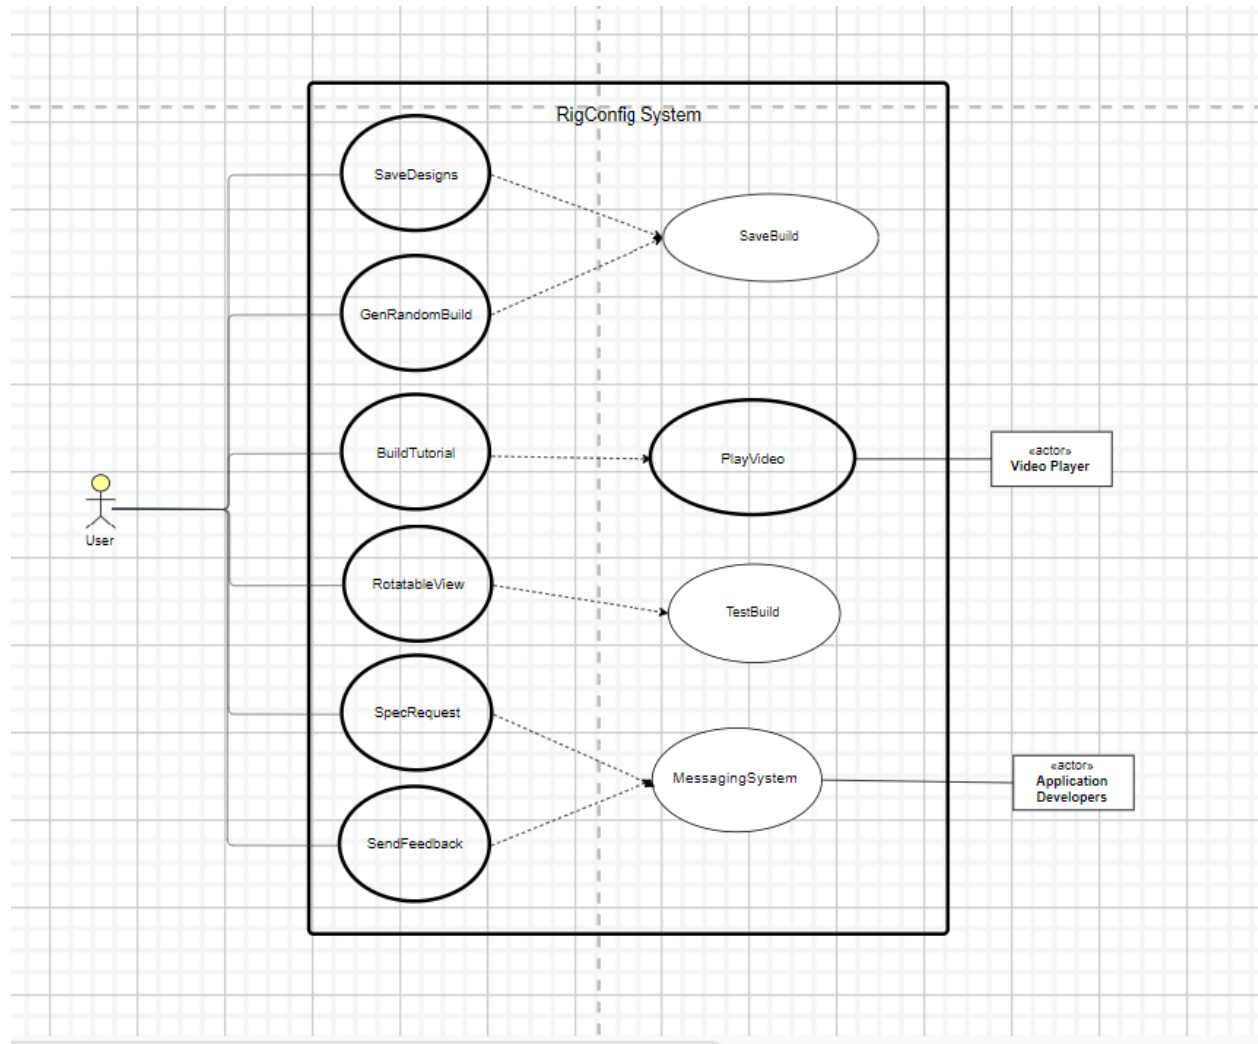 RigConfig System
SaveDesigns
SaveBuild
GenRandomBuild
BuildTutorial
PlayVideo
«actor»
Video Player
User
RotatableView
TestBuild
SpecRequest
MessagingSystem
«actor»
Application
Developers
SendFeedback